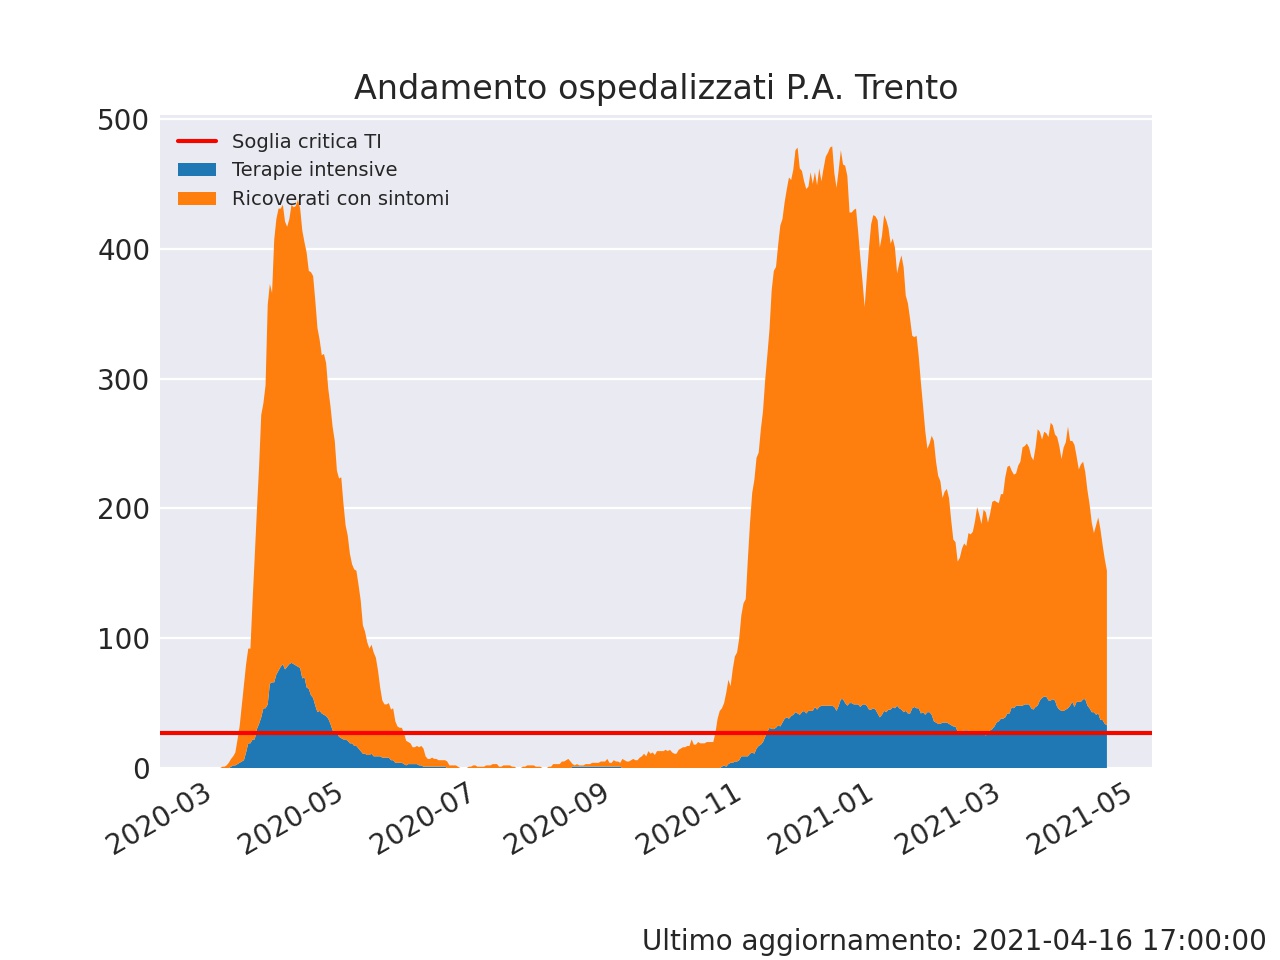 Andamento ospedalizzati P.A. Trento
500
400
300
200
100
0
Soglia critica TI
Terapie intensive
Ricoverati con sintomi
2020-03
2020-05
2020-07
2020-09
2020-11
2021-01
2021-03
2021-05
Ultimo aggiornamento: 2021-04-16 17:00:00